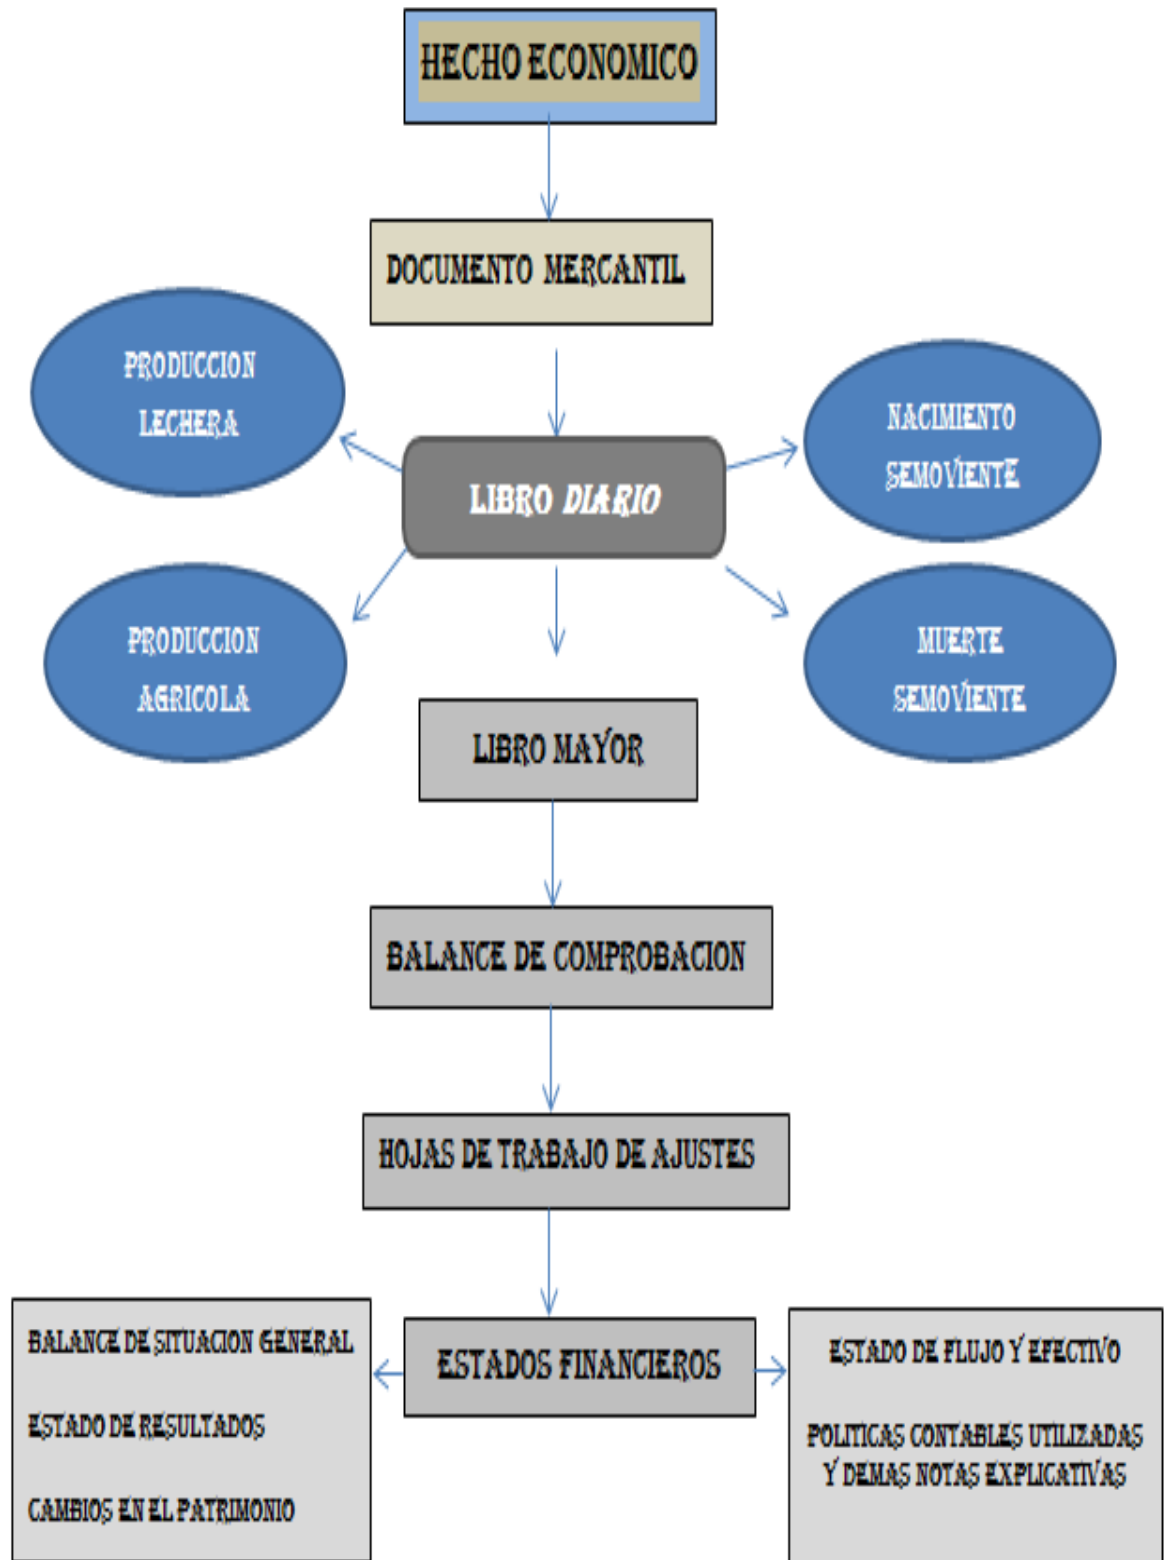 HECHO ECONOMICO
DOCUMENTO MERCANTIL
PRODUCCION
LECHERA
NACIMIENTO
SEMOVIENTE
LIBRO DIARIO
PRODUCCION
AGRICOLA
MUERTE
SEMOVIENTE
LIBRO MAYOR
BALANCE DE COMPROBACION
HOJAS DE TRABAJO DE AJUSTES
BALANCE DE SITUACION GENERAL
ESTADO DE RESULTADOS
CAMBIOS EN EL PATRIMONIO
ESTADOS FINANCIEROS
ESTADO DE FLUJO Y EFECTIVO
POLITICAS CONTABLES UTILIZADAS
Y DEMAS NOTAS EXPLICATIVAS